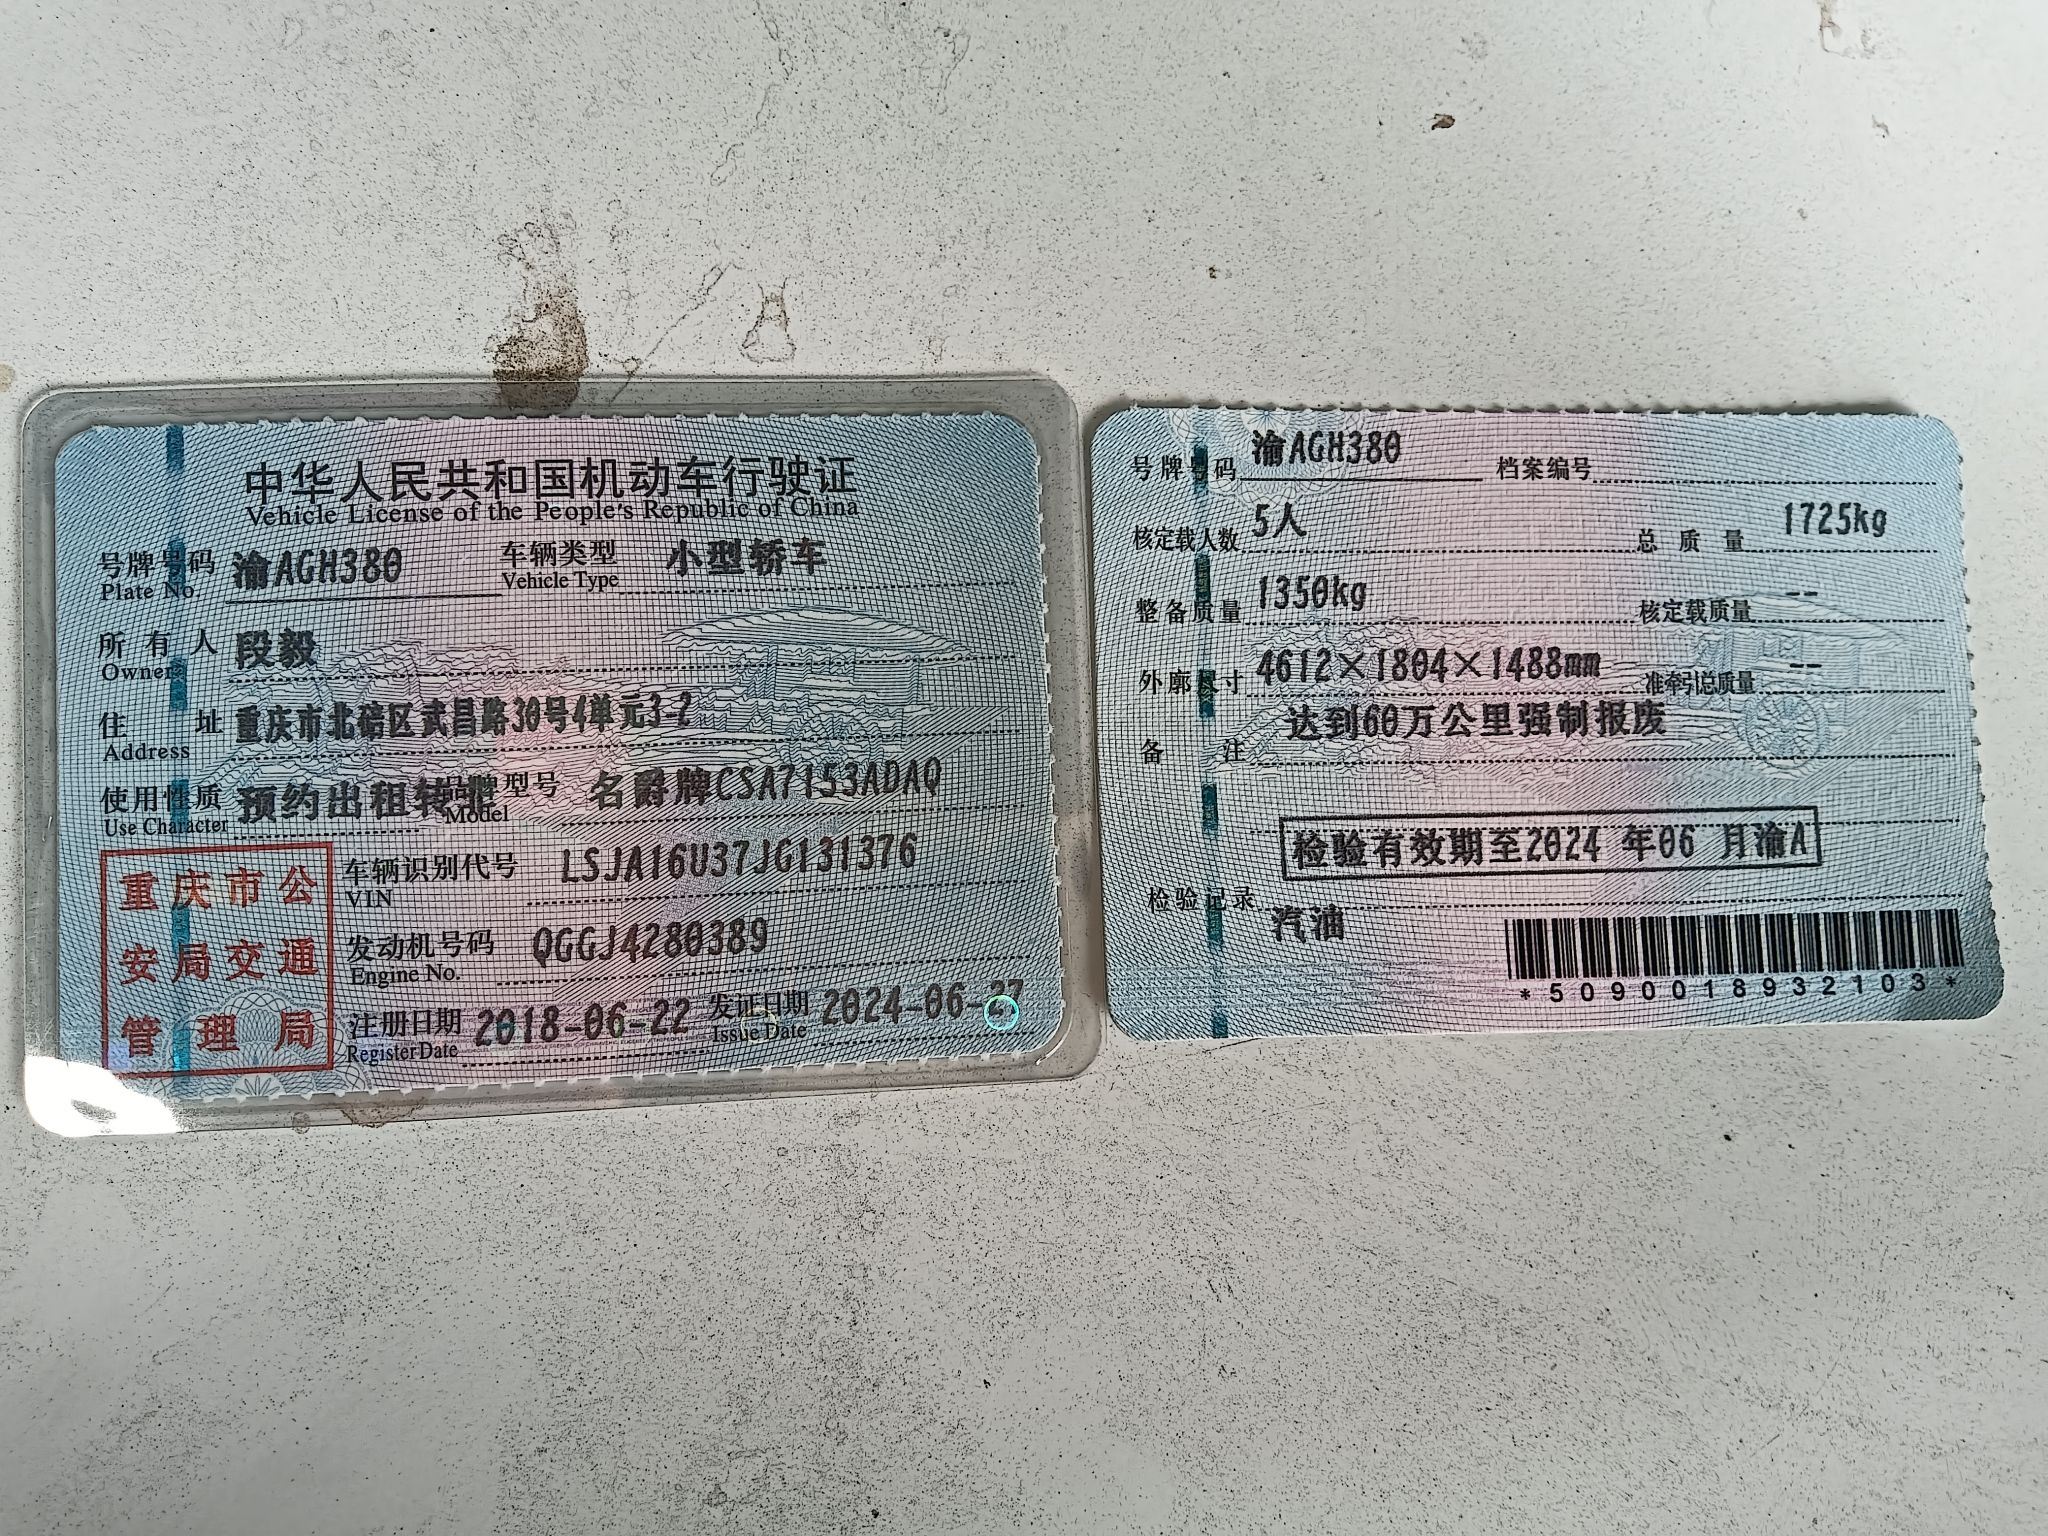 中华人民共和国机动车行驶证
Vehicle License of the People's Republic of China
号牌号码 渝AGH380 车辆类型 小型轿车
Plate No. Vehicle Type
所有人 段毅
Owner
住址 重庆市北碚区武昌路30号4单元3-2
Address
使用性质 预约出租转非 品牌型号 名爵牌CSA7153ADAQ
Use Character Model
车辆识别代号 LSJA16U37JG131376
VIN
发动机号码 QGGJ4280389
Engine No.
注册日期 2018-06-22 发证日期 2024-06-27
Register Date Issue Date
重庆市公
安局交通
管理局
号牌号码 渝AGH380 档案编号
核定载人数 5人 总质量 1725kg
整备质量 1350kg 核定载质量 --
外廓尺寸 4612×1804×1488mm 准牵引总质量 --
备注 达到60万公里强制报废
检验有效期至2024 年06 月渝A
检验记录 汽油
*5090018932103*